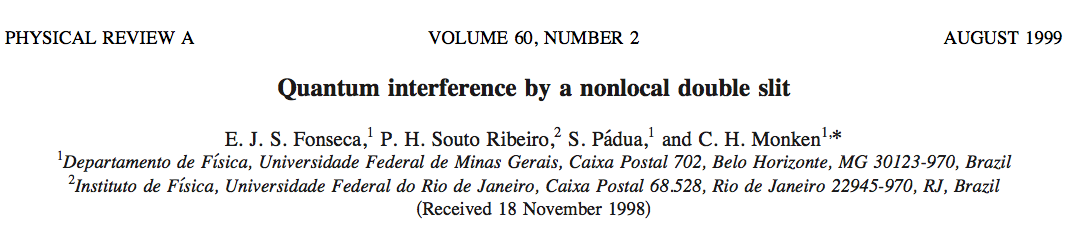 PHYSICAL REVIEW A VOLUME 60, NUMBER 2 AUGUST 1999
Quantum interference by a nonlocal double slit
E. J. S. Fonseca,1 P. H. Souto Ribeiro,2 S. Pádua,1 and C. H. Monken1,*
1Departamento de Física, Universidade Federal de Minas Gerais, Caixa Postal 702, Belo Horizonte, MG 30123-970, Brazil
2Instituto de Física, Universidade Federal do Rio de Janeiro, Caixa Postal 68.528, Rio de Janeiro 22945-970, RJ, Brazil
(Received 18 November 1998)